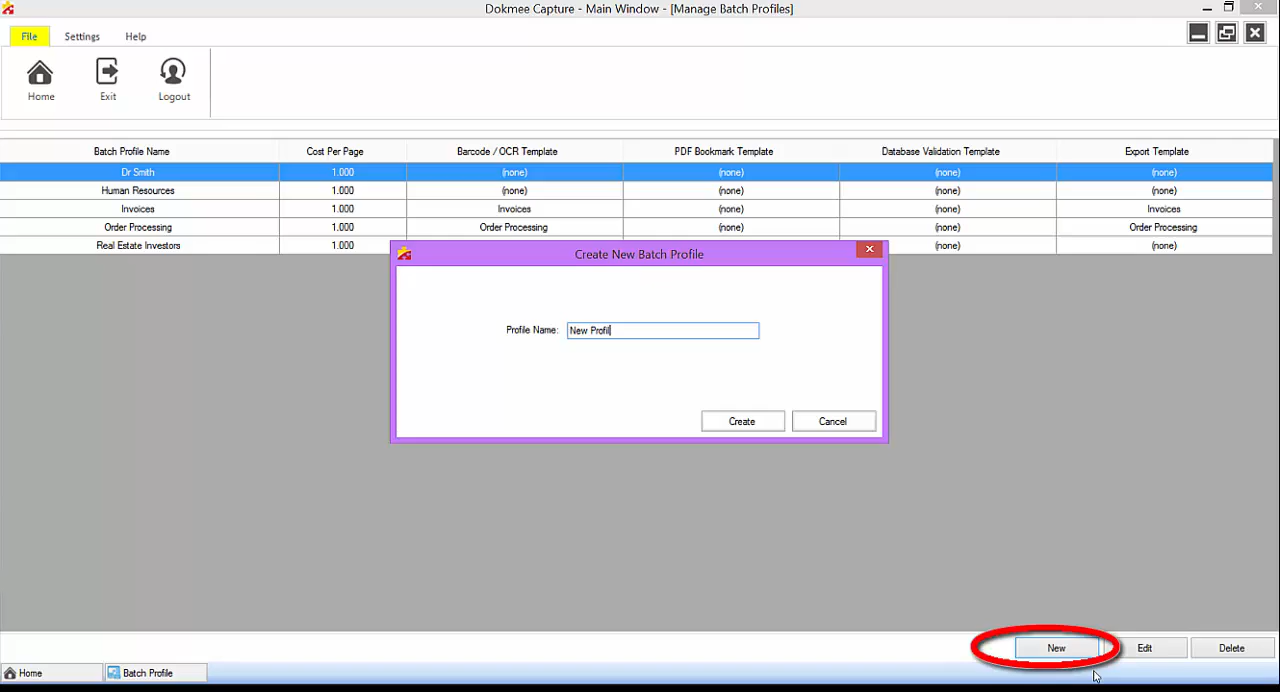 Dokmee Capture - Main Window - [Manage Batch Profiles]
File Settings Help
Home Exit Logout
Batch Profile Name Cost Per Page Barcode / OCR Template PDF Bookmark Template Database Validation Template Export Template
Dr Smith 1.000 (none) (none) (none) (none)
Human Resources 1.000 (none) (none) (none) (none)
Invoices 1.000 Invoices (none) (none) Invoices
Order Processing 1.000 Order Processing (none) (none) Order Processing
Real Estate Investors 1.000 (none) (none)
Create New Batch Profile
Profile Name: New Profil
Create Cancel
New Edit Delete
Home Batch Profile